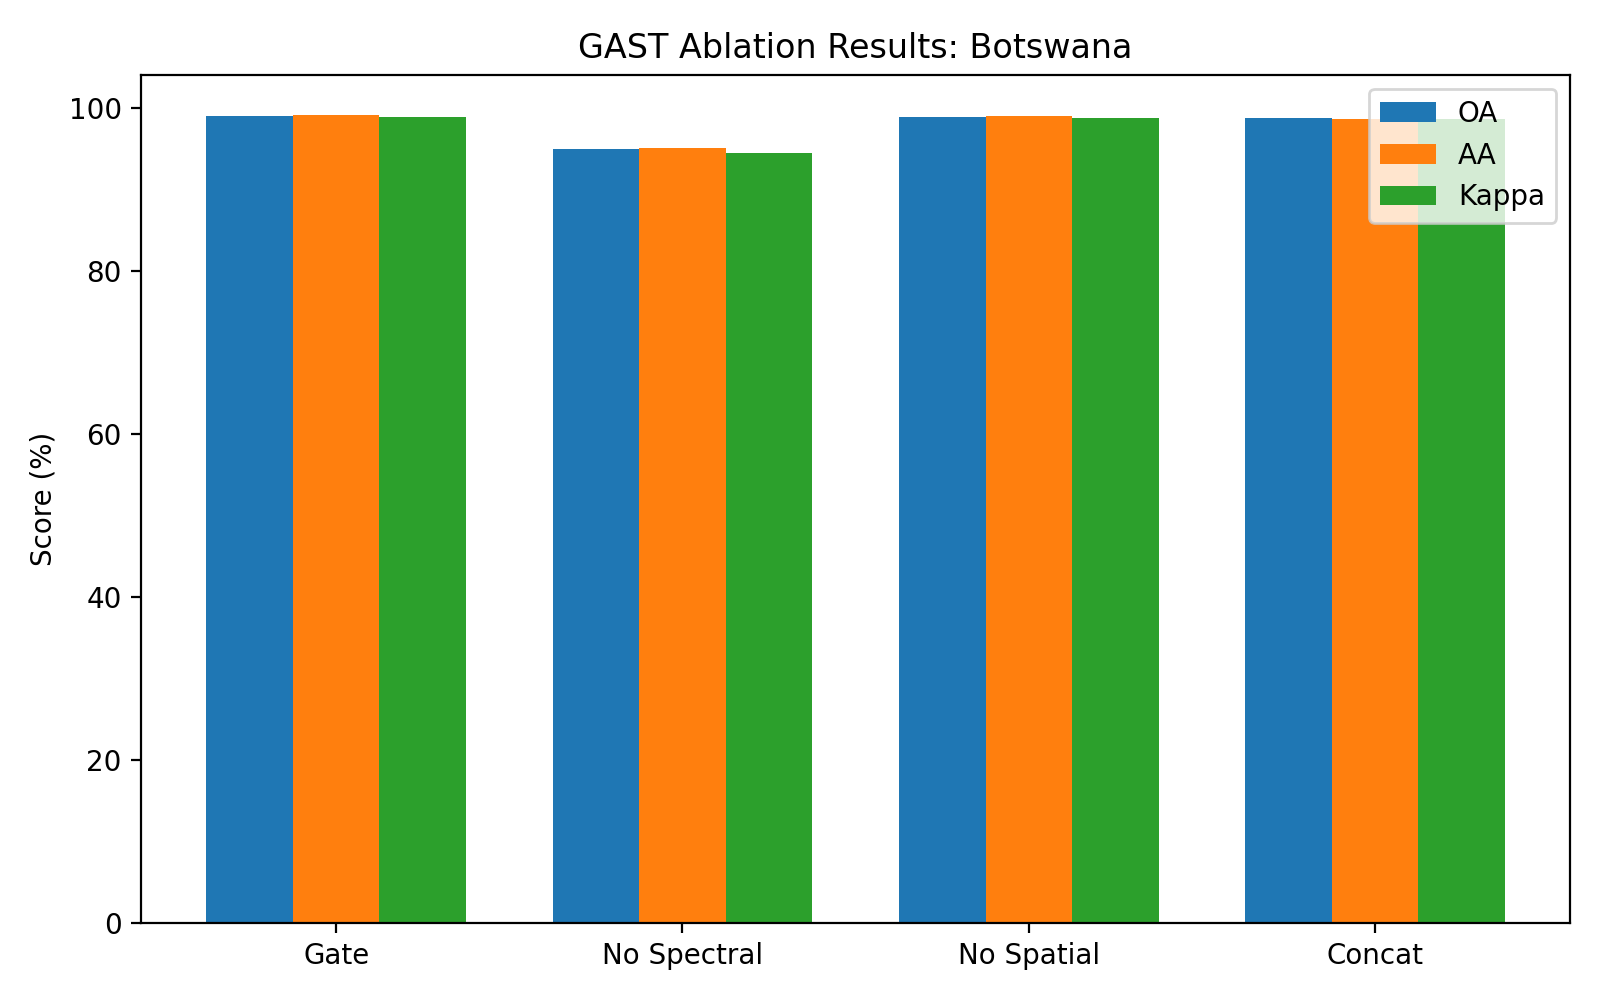 GAST Ablation Results: Botswana
100
80
60
40
20
0
Score (%)
OA
AA
Kappa
Gate
No Spectral
No Spatial
Concat